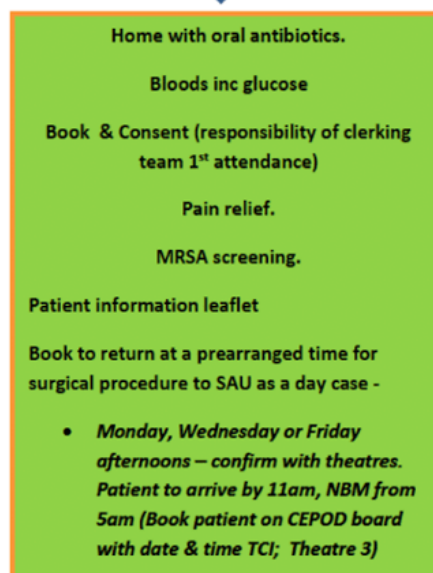 Home with oral antibiotics.
Bloods inc glucose
Book & Consent (responsibility of clerking
team 1st attendance)
Pain relief.
MRSA screening.
Patient information leaflet
Book to return at a prearranged time for
surgical procedure to SAU as a day case -
• Monday, Wednesday or Friday
afternoons – confirm with theatres.
Patient to arrive by 11am, NBM from
5am (Book patient on CEPOD board
with date & time TCI; Theatre 3)